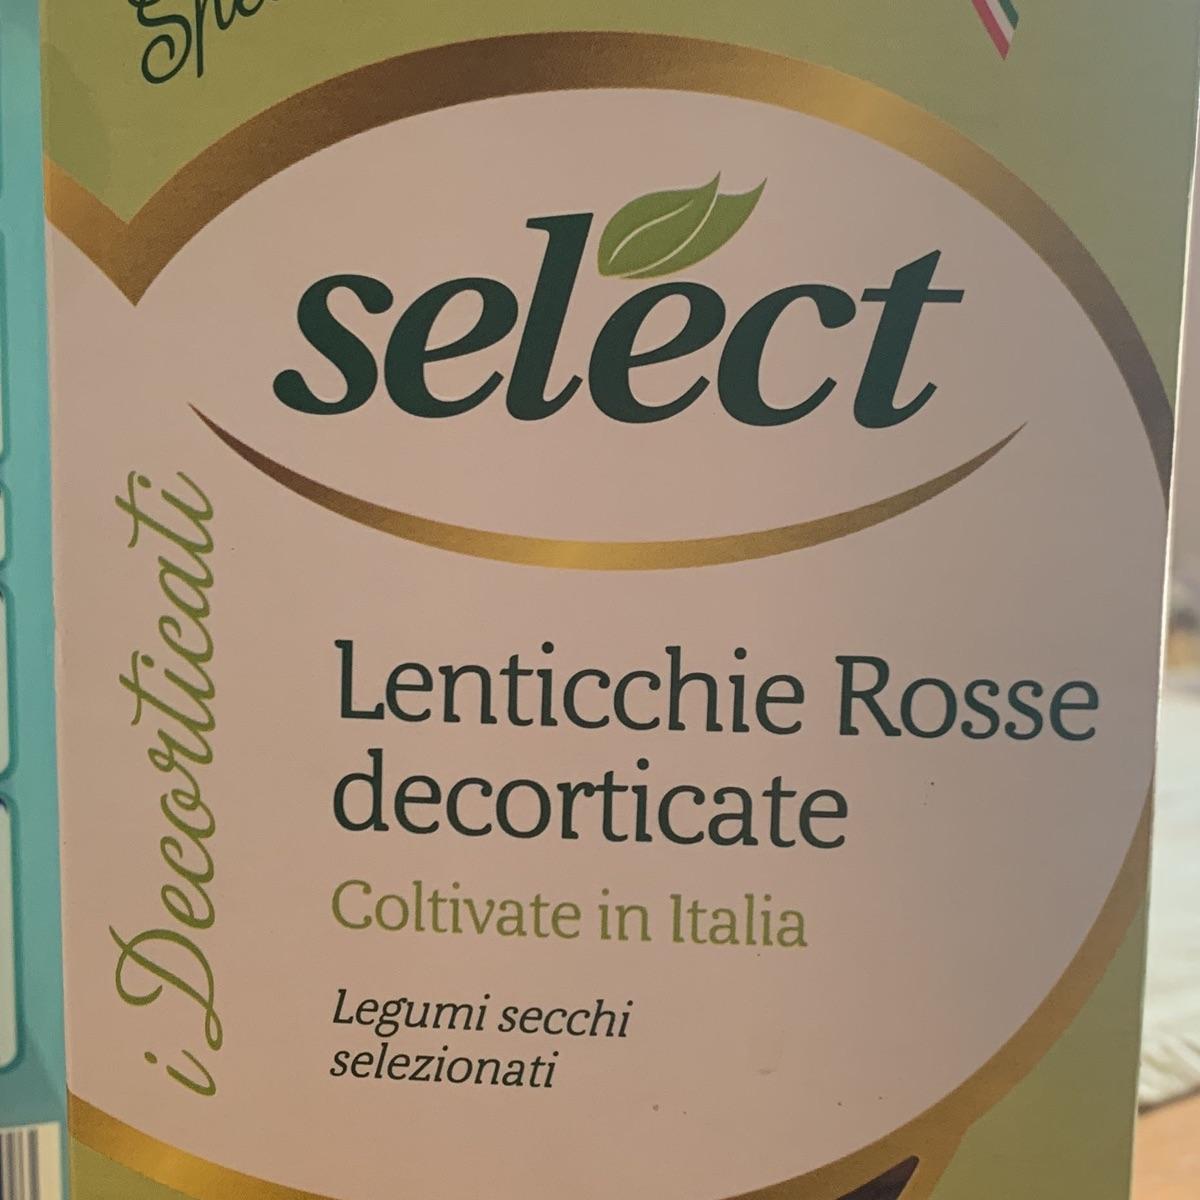 select
i Decorticati
Lenticchie Rosse
decorticate
Coltivate in Italia
Legumi secchi
selezionati